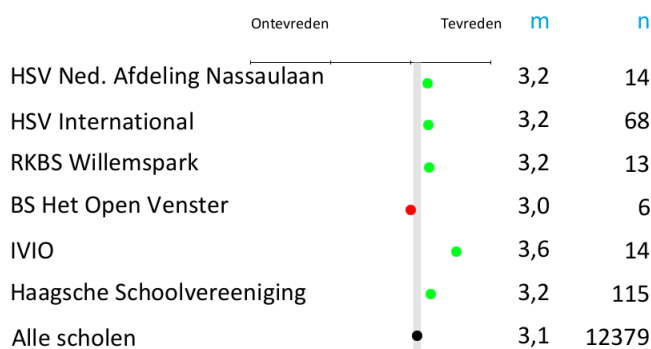 Ontevreden Tevreden m n
HSV Ned. Afdeling Nassaulaan 3,2 14
HSV International 3,2 68
RKBS Willemspark 3,2 13
BS Het Open Venster 3,0 6
IVIO 3,6 14
Haagsche Schoolvereeniging 3,2 115
Alle scholen 3,1 12379